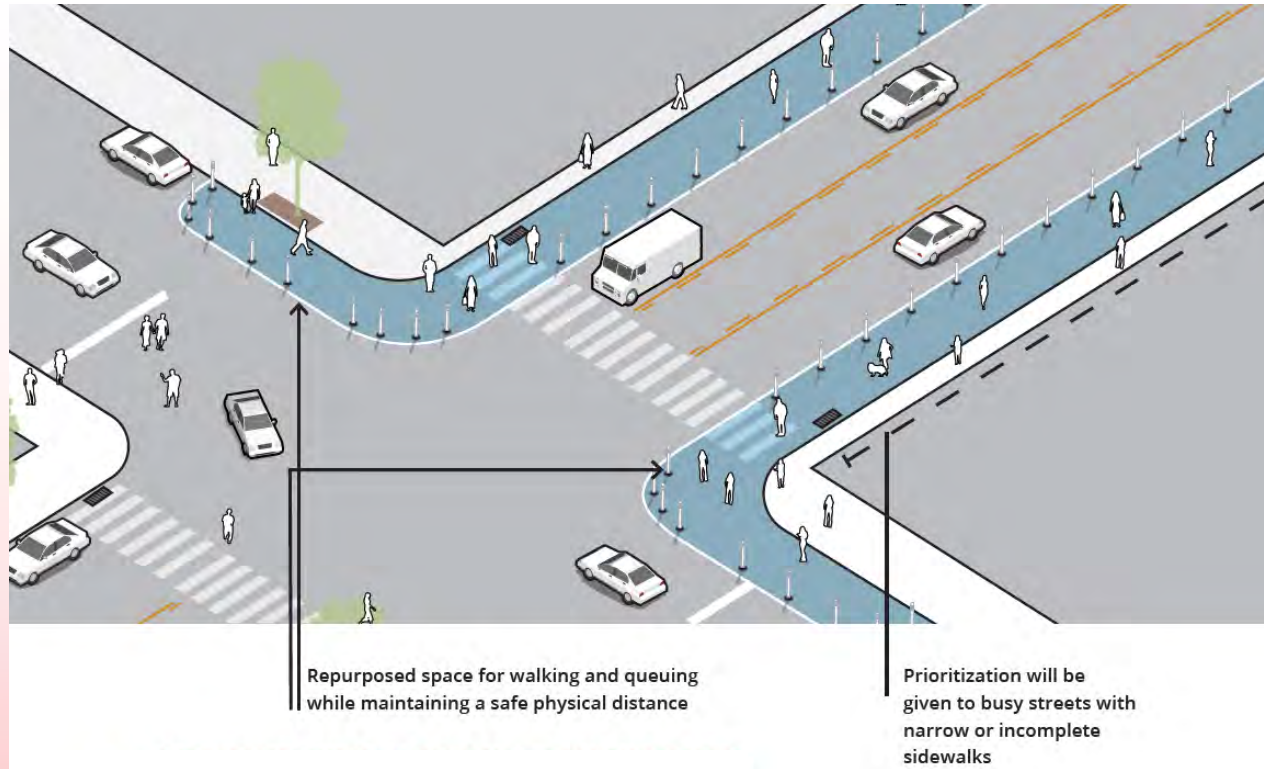 Repurposed space for walking and queuing
while maintaining a safe physical distance
Prioritization will be
given to busy streets with
narrow or incomplete
sidewalks